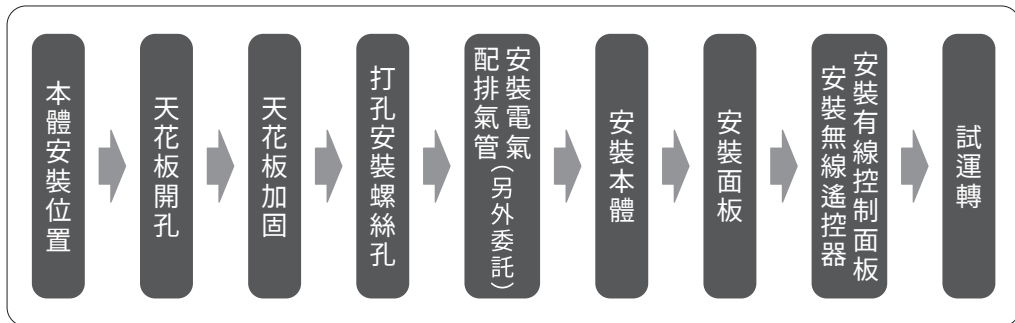 本體安裝位置
天花板開孔
天花板加固
打孔安裝螺絲孔
安裝電氣
配排氣管(另外委託)
安裝本體
安裝面板
安裝有線控制面板
安裝無線遙控器
試運轉